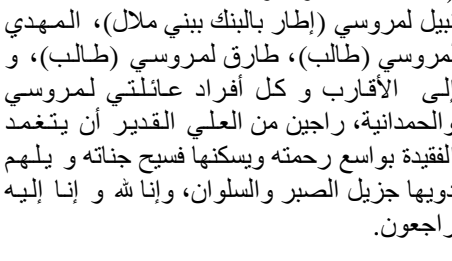 نبيل لمروسي (إطار بالبنك ببني ملال)، المهدي
لمروسي (طالب)، طارق لمروسي (طالب)، و
إلى الأقارب و كل أفراد عائلتي لمروسي
والحمدانية، راجين من العلي القدير أن يتغمد
الفقيدة بواسع رحمته ويسكنها فسيح جناته و يلهم
ذويها جزيل الصبر والسلوان، وإنا لله و إنا إليه
راجعون.